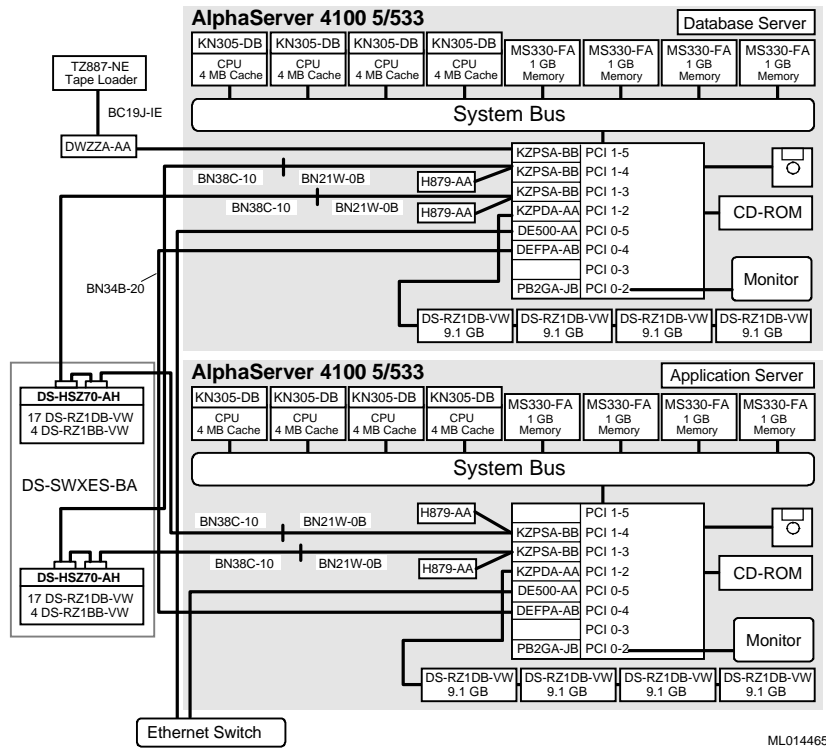 AlphaServer 4100 5/533
Database Server
KN305-DB
CPU
4 MB Cache
KN305-DB
CPU
4 MB Cache
KN305-DB
CPU
4 MB Cache
KN305-DB
CPU
4 MB Cache
MS330-FA
1 GB
Memory
MS330-FA
1 GB
Memory
MS330-FA
1 GB
Memory
MS330-FA
1 GB
Memory
TZ887-NE
Tape Loader
BC19J-IE
DWZZA-AA
System Bus
KZPSA-BB PCI 1-5
KZPSA-BB PCI 1-4
KZPSA-BB PCI 1-3
KZPDA-AA PCI 1-2
DE500-AA PCI 0-5
DEFPA-AB PCI 0-4
PCI 0-3
PB2GA-JB PCI 0-2
BN38C-10
BN21W-0B
H879-AA
BN38C-10
BN21W-0B
H879-AA
CD-ROM
Monitor
BN34B-20
DS-RZ1DB-VW
9.1 GB
DS-RZ1DB-VW
9.1 GB
DS-RZ1DB-VW
9.1 GB
DS-RZ1DB-VW
9.1 GB
DS-HSZ70-AH
17 DS-RZ1DB-VW
4 DS-RZ1BB-VW
DS-SWXES-BA
DS-HSZ70-AH
17 DS-RZ1DB-VW
4 DS-RZ1BB-VW
AlphaServer 4100 5/533
Application Server
KN305-DB
CPU
4 MB Cache
KN305-DB
CPU
4 MB Cache
KN305-DB
CPU
4 MB Cache
KN305-DB
CPU
4 MB Cache
MS330-FA
1 GB
Memory
MS330-FA
1 GB
Memory
MS330-FA
1 GB
Memory
MS330-FA
1 GB
Memory
System Bus
PCI 1-5
KZPSA-BB PCI 1-4
KZPSA-BB PCI 1-3
KZPDA-AA PCI 1-2
DE500-AA PCI 0-5
DEFPA-AB PCI 0-4
PCI 0-3
PB2GA-JB PCI 0-2
H879-AA
BN38C-10
BN21W-0B
BN38C-10
BN21W-0B
H879-AA
CD-ROM
Monitor
DS-RZ1DB-VW
9.1 GB
DS-RZ1DB-VW
9.1 GB
DS-RZ1DB-VW
9.1 GB
DS-RZ1DB-VW
9.1 GB
Ethernet Switch
ML014465